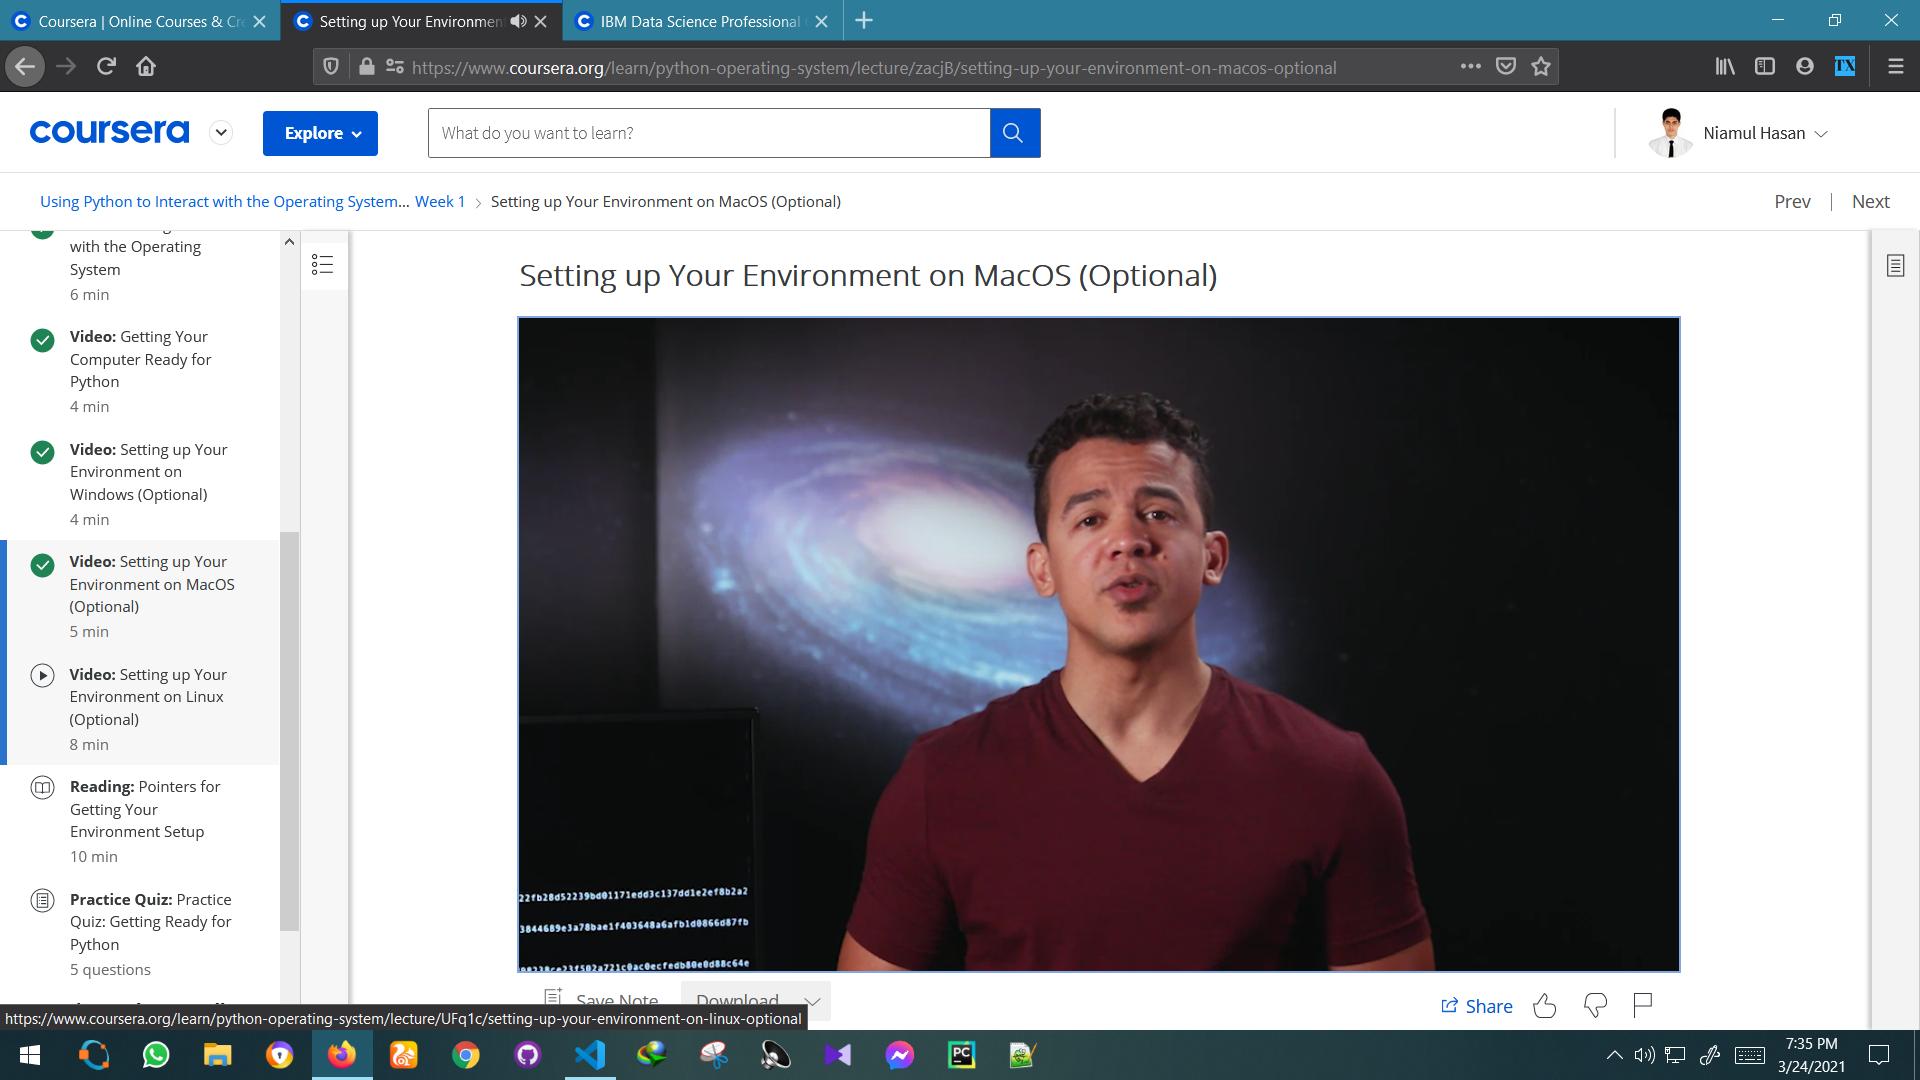 Coursera | Online Courses & Cre
Setting up Your Environmen
IBM Data Science Professional
https://www.coursera.org/learn/python-operating-system/lecture/zacjB/setting-up-your-environment-on-macos-optional
coursera
Explore
What do you want to learn?
Niamul Hasan
Using Python to Interact with the Operating System...
Week 1
Setting up Your Environment on MacOS (Optional)
Prev
Next
with the Operating
System
6 min
Video: Getting Your
Computer Ready for
Python
4 min
Video: Setting up Your
Environment on
Windows (Optional)
4 min
Video: Setting up Your
Environment on MacOS
(Optional)
5 min
Video: Setting up Your
Environment on Linux
(Optional)
8 min
Reading: Pointers for
Getting Your
Environment Setup
10 min
Practice Quiz: Practice
Quiz: Getting Ready for
Python
5 questions
Setting up Your Environment on MacOS (Optional)
22fb28d52239bd01171edd3c137dd1e2ef8b2a2
3844689e3a78bae1f403648a6afb1d0866d87fb
Save Note
Download
Share
https://www.coursera.org/learn/python-operating-system/lecture/UFq1c/setting-up-your-environment-on-linux-optional
7:35 PM
3/24/2021